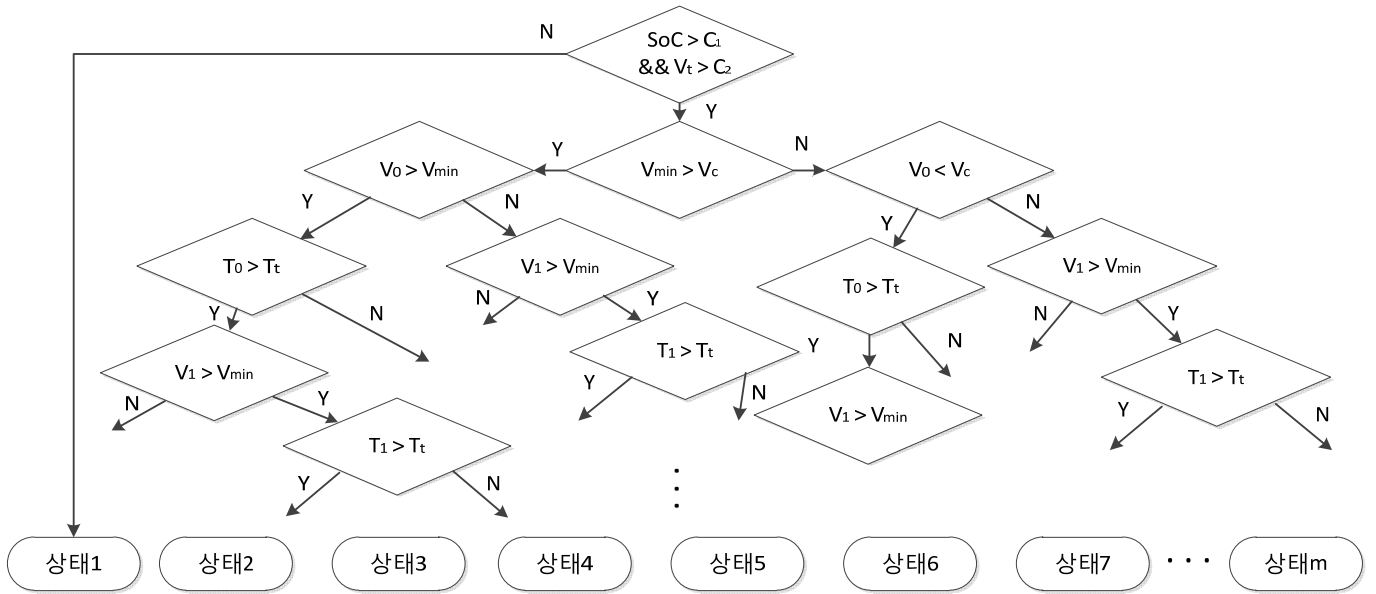 N
SoC > C1
&& Vt > C2
Y
Y
N
V0 > Vmin
Vmin > Vc
V0 < Vc
Y
N
Y
N
T0 > Tt
V1 > Vmin
T0 > Tt
V1 > Vmin
Y
N
N
Y
Y
N
N
Y
V1 > Vmin
T1 > Tt
V1 > Vmin
T1 > Tt
N
Y
Y
N
Y
N
T1 > Tt
Y
N
상태1
상태2
상태3
상태4
상태5
상태6
상태7
· · ·
상태m